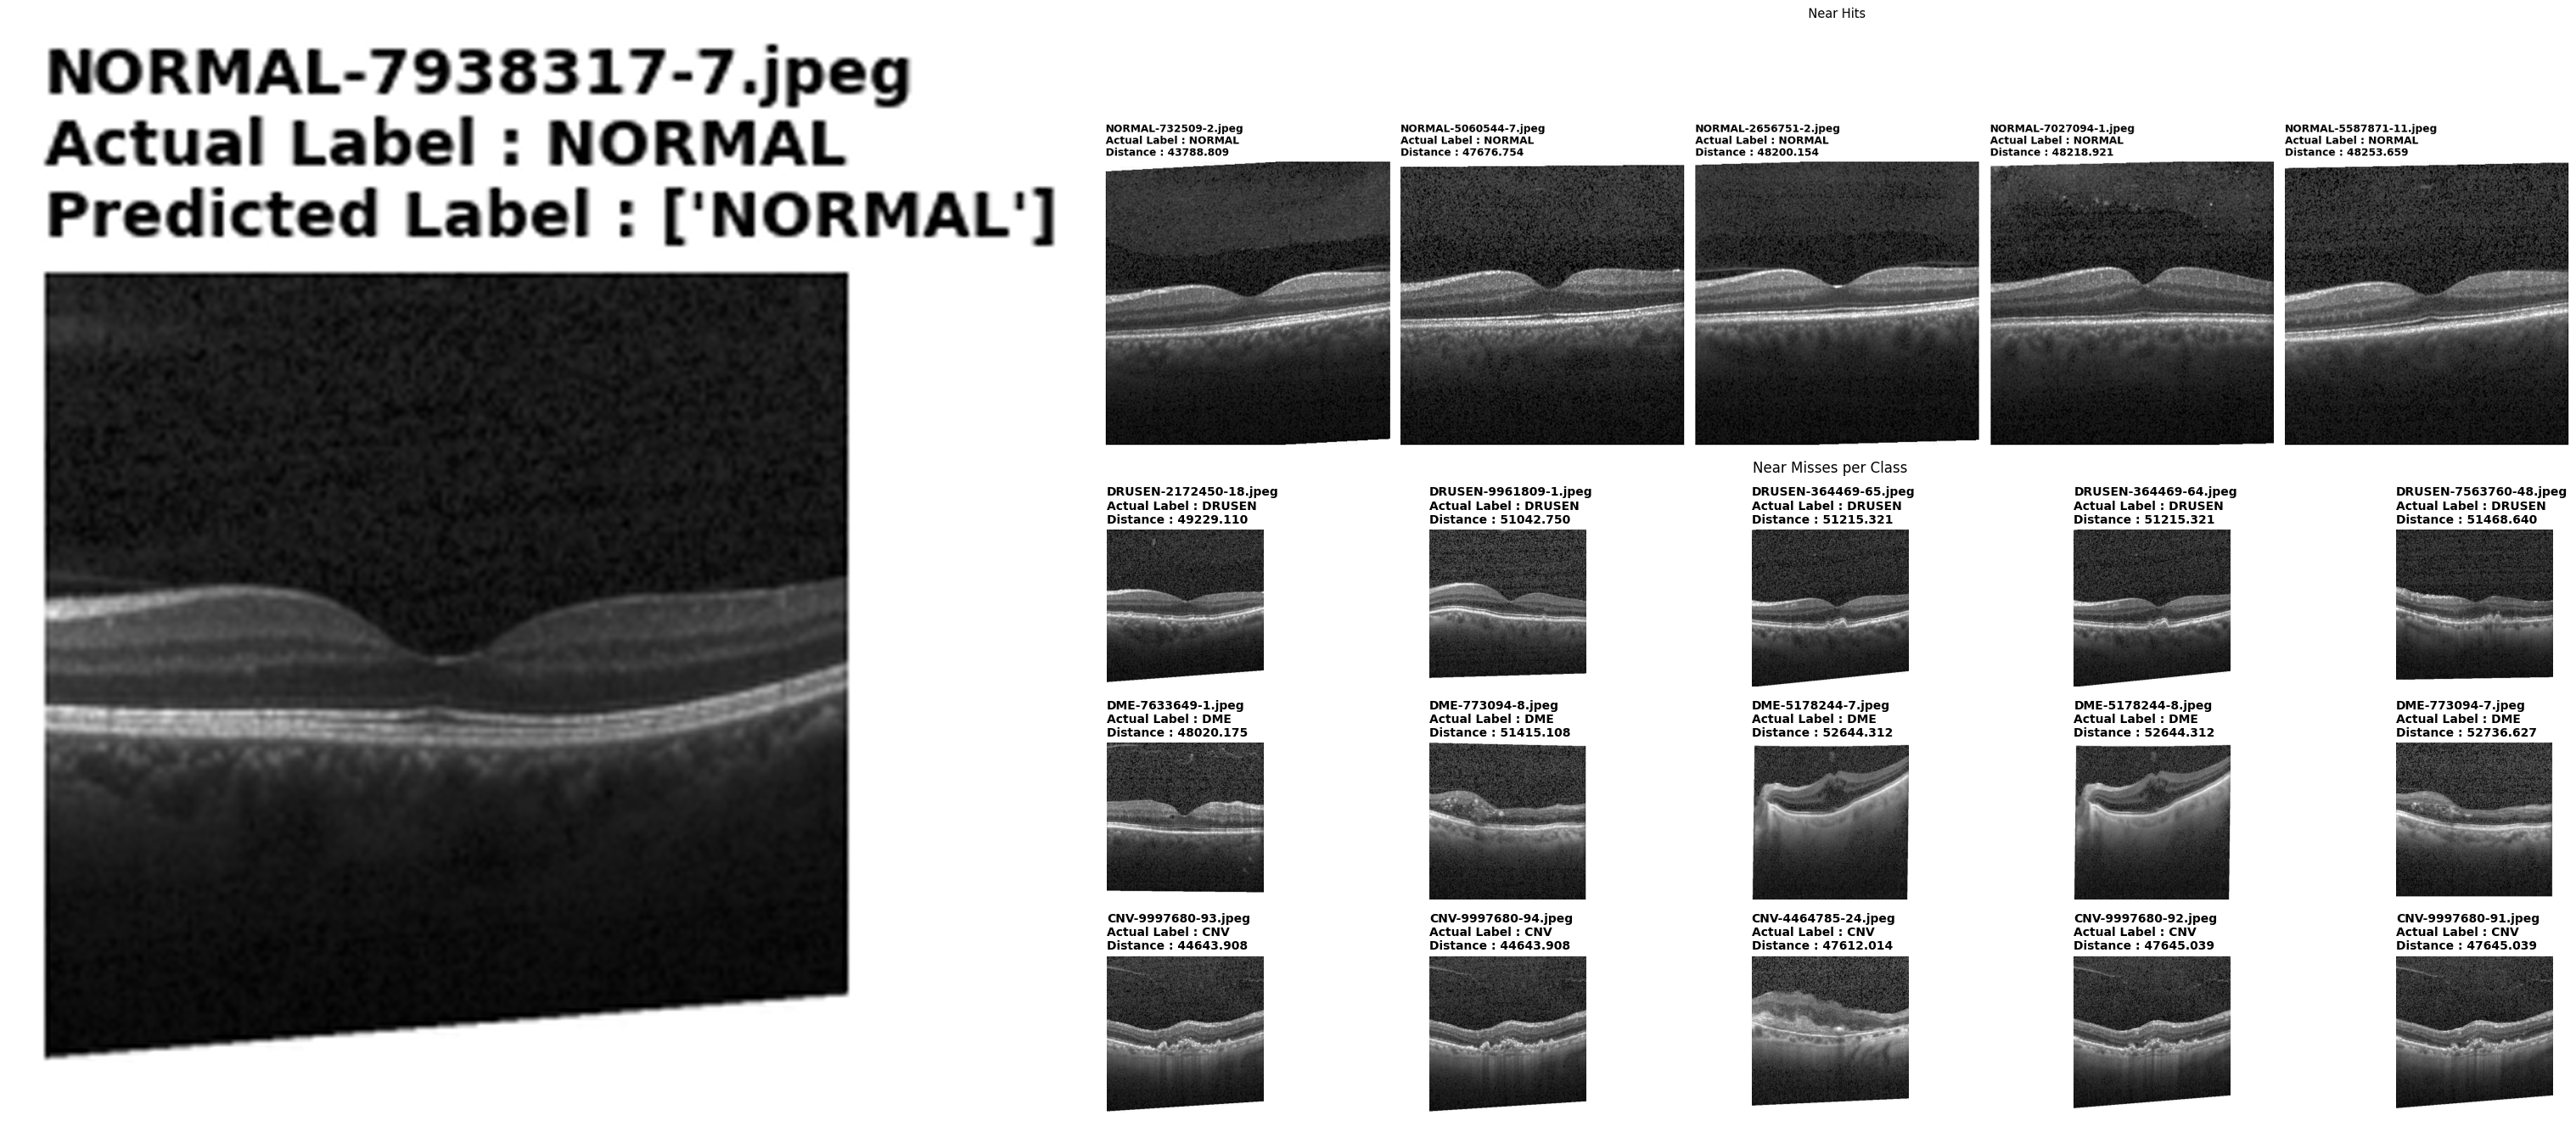 NORMAL-7938317-7.jpeg
Actual Label : NORMAL
Predicted Label : ['NORMAL']
Near Hits
NORMAL-732509-2.jpeg
Actual Label : NORMAL
Distance : 43788.809
NORMAL-5060544-7.jpeg
Actual Label : NORMAL
Distance : 47676.754
NORMAL-2656751-2.jpeg
Actual Label : NORMAL
Distance : 48200.154
NORMAL-7027094-1.jpeg
Actual Label : NORMAL
Distance : 48218.921
NORMAL-5587871-11.jpeg
Actual Label : NORMAL
Distance : 48253.659
Near Misses per Class
DRUSEN-2172450-18.jpeg
Actual Label : DRUSEN
Distance : 49229.110
DRUSEN-9961809-1.jpeg
Actual Label : DRUSEN
Distance : 51042.750
DRUSEN-364469-65.jpeg
Actual Label : DRUSEN
Distance : 51215.321
DRUSEN-364469-64.jpeg
Actual Label : DRUSEN
Distance : 51215.321
DRUSEN-7563760-48.jpeg
Actual Label : DRUSEN
Distance : 51468.640
DME-7633649-1.jpeg
Actual Label : DME
Distance : 48020.175
DME-773094-8.jpeg
Actual Label : DME
Distance : 51415.108
DME-5178244-7.jpeg
Actual Label : DME
Distance : 52644.312
DME-5178244-8.jpeg
Actual Label : DME
Distance : 52644.312
DME-773094-7.jpeg
Actual Label : DME
Distance : 52736.627
CNV-9997680-93.jpeg
Actual Label : CNV
Distance : 44643.908
CNV-9997680-94.jpeg
Actual Label : CNV
Distance : 44643.908
CNV-4464785-24.jpeg
Actual Label : CNV
Distance : 47612.014
CNV-9997680-92.jpeg
Actual Label : CNV
Distance : 47645.039
CNV-9997680-91.jpeg
Actual Label : CNV
Distance : 47645.039